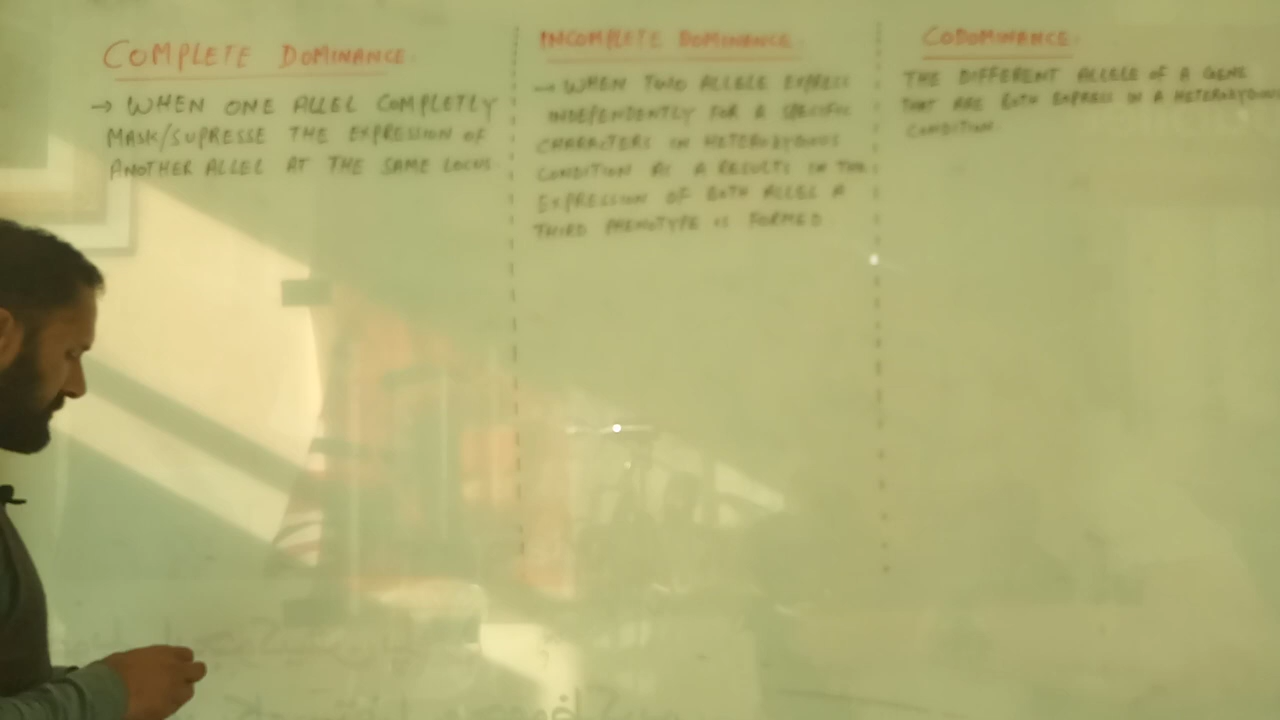 COMPLETE DOMINANCE.
→ WHEN ONE ALLEL COMPLETLY
MASK/SUPRESSE THE EXPRESSION OF
ANOTHER ALLEL AT THE SAME LOCUS.
INCOMPLETE DOMINANCE.
→ WHEN TWO ALLELE EXPRESS
INDEPENDENTLY FOR A SPECIFIC
CHARACTERS IN HETEROZYGOUS
CONDITION AS A RESULTS IN THE
EXPRESSION OF BOTH ALLEL A
THIRD PHENOTYPE IS FORMED.
CODOMINANCE.
THE DIFFERENT ALLELE OF A GENE
THAT ARE BOTH EXPRESS IN A HETEROZYGOUS
CONDITION.